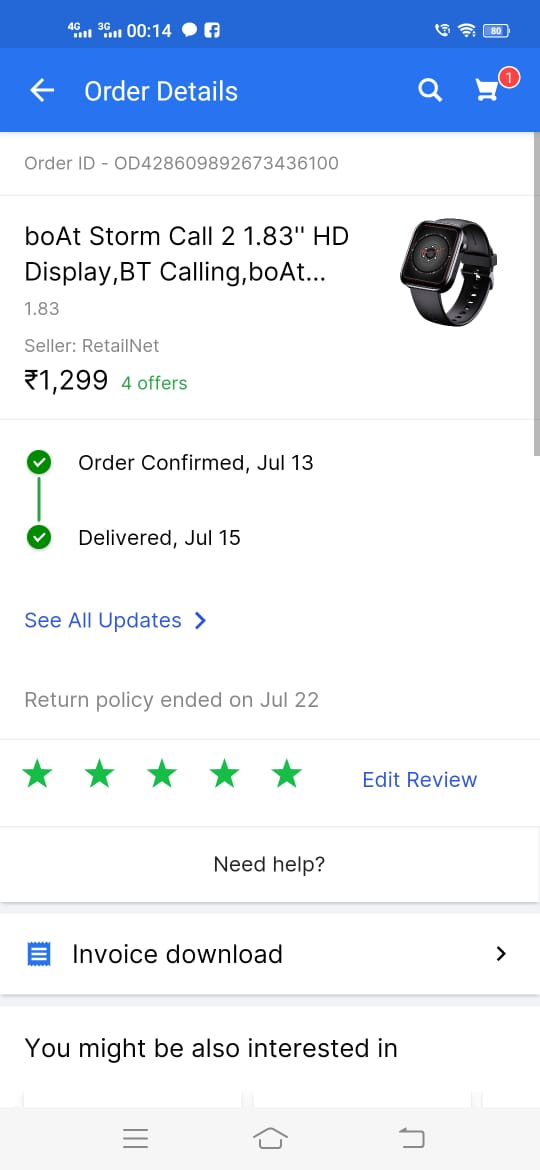 4G 3G 00:14 80
Order Details 1
Order ID - OD428609892673436100
boAt Storm Call 2 1.83'' HD
Display,BT Calling,boAt...
1.83
Seller: RetailNet
₹1,299 4 offers
Order Confirmed, Jul 13
Delivered, Jul 15
See All Updates
Return policy ended on Jul 22
Edit Review
Need help?
Invoice download
You might be also interested in